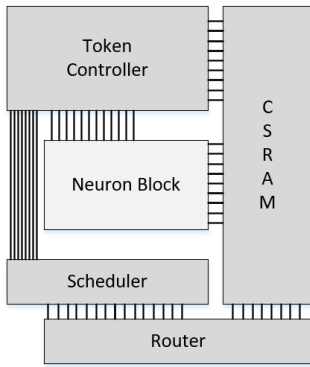 Token
Controller
C
S
R
A
M
Neuron Block
Scheduler
Router